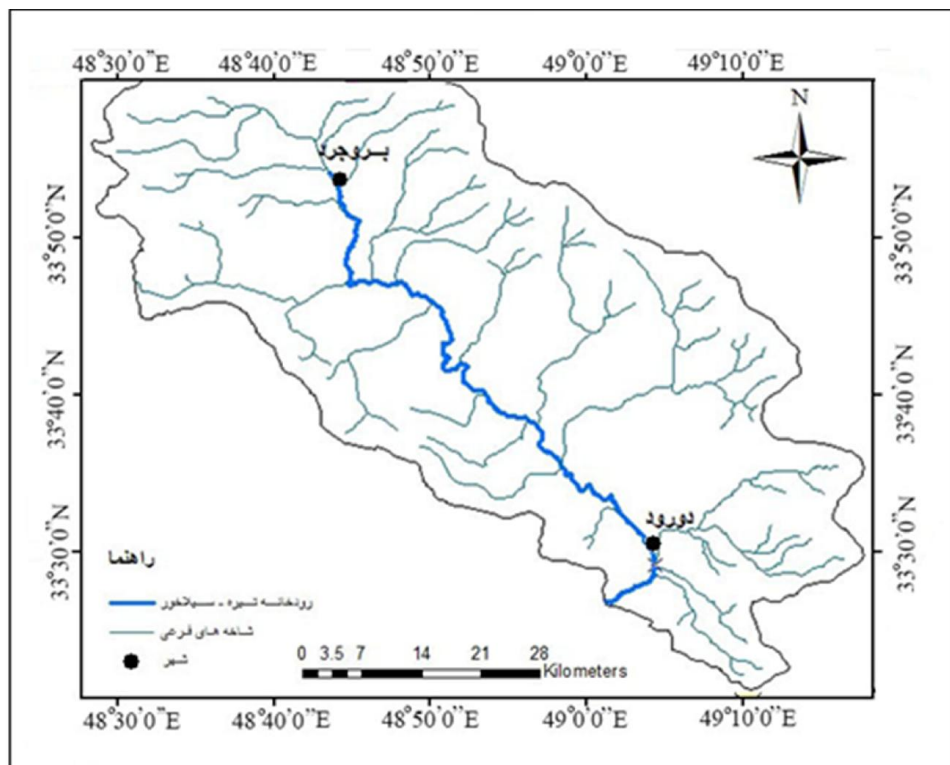 48°30'0"E 48°40'0"E 48°50'0"E 49°0'0"E 49°10'0"E
N
بروجرد
33°50'0"N 33°50'0"N
33°40'0"N 33°40'0"N
دورود
33°30'0"N 33°30'0"N
راهنما
رودخانه تیره - سیلاخور
شاخه های فرعی
شهر
0 3.5 7 14 21 28
Kilometers
48°30'0"E 48°40'0"E 48°50'0"E 49°0'0"E 49°10'0"E